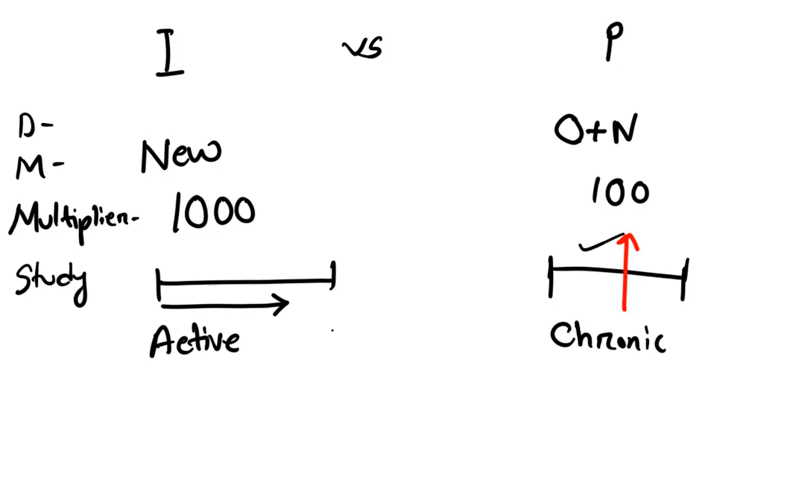 I vs P
D-
M- New O+N
Multiplier- 1000 100
Study
Active Chronic